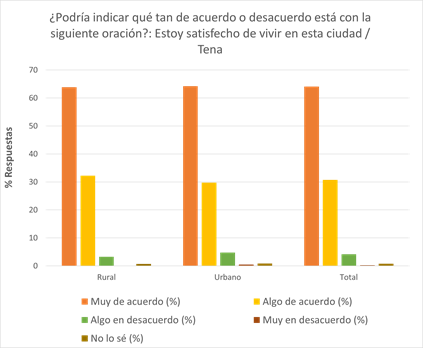 ¿Podría indicar qué tan de acuerdo o desacuerdo está con la
siguiente oración?: Estoy satisfecho de vivir en esta ciudad /
Tena
% Respuestas
70
60
50
40
30
20
10
0
Rural
Urbano
Total
Muy de acuerdo (%)
Algo de acuerdo (%)
Algo en desacuerdo (%)
Muy en desacuerdo (%)
No lo sé (%)